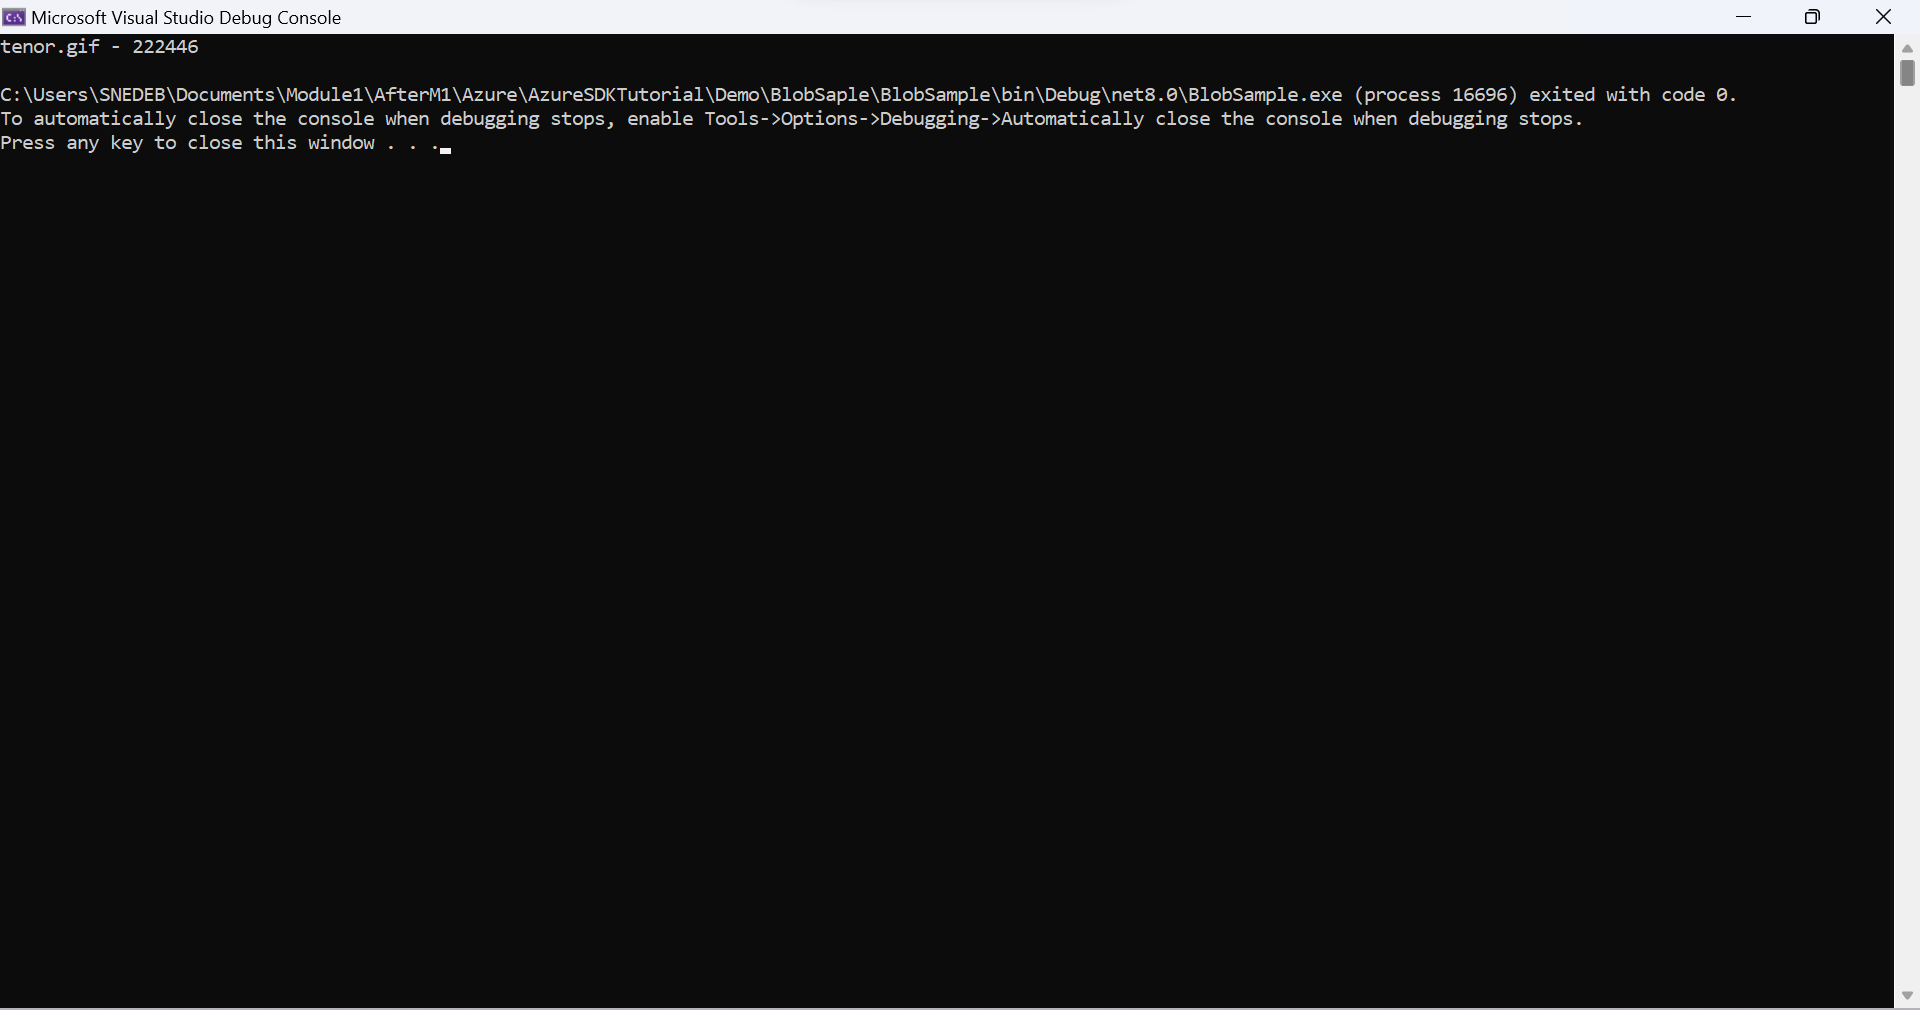 Microsoft Visual Studio Debug Console
tenor.gif - 222446
C:\Users\SNEDEB\Documents\Module1\AfterM1\Azure\AzureSDKTutorial\Demo\BlobSaple\BlobSample\bin\Debug\net8.0\BlobSample.exe (process 16696) exited with code 0.
To automatically close the console when debugging stops, enable Tools->Options->Debugging->Automatically close the console when debugging stops.
Press any key to close this window . . .